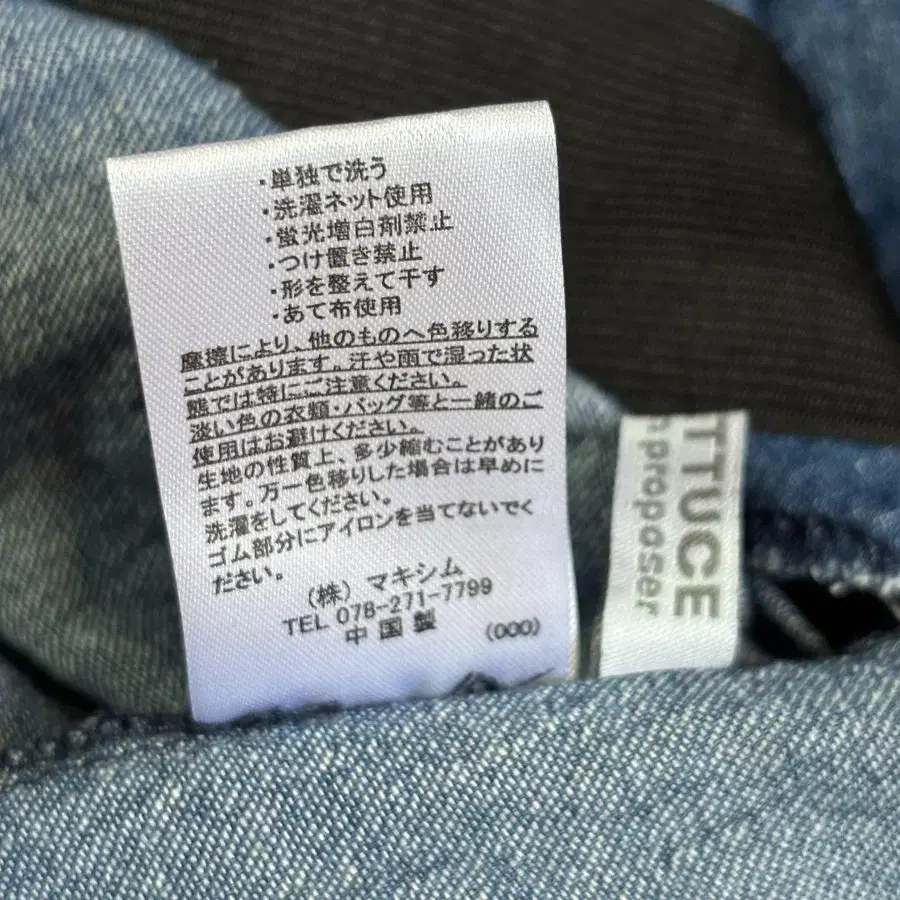 ・単独で洗う
・洗濯ネット使用
・蛍光増白剤禁止
・つけ置き禁止
・形を整えて干す
・あて布使用
摩擦により、他のものへ色移りする
ことがあります。汗や雨で湿った状
態では特にご注意ください。
淡い色の衣類・バッグ等と一緒のご
使用はお避けください。
生地の性質上、多少縮むことがあり
ます。万一色移りした場合は早めに
洗濯をしてください。
ゴム部分にアイロンを当てないでく
ださい。
(株) マキシム
TEL 078-271-7799
中国製 (000)
TTUCE
proposer